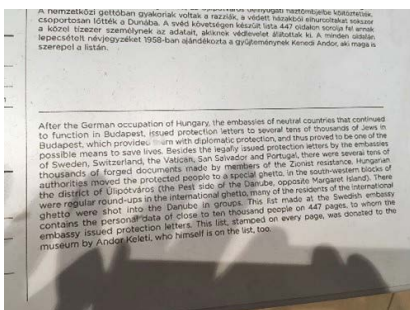 A nemzetközi gettóban gyakoriak voltak a razziák, a védett házakból elhurcoltakat sokszor
csoportosan lőtték a Dunába. A svéd követségen készült lista 447 oldalon sorolja fel annak
a közel tízezer személynek az adatait, akiknek védlevelet állítottak ki. A minden oldalán
lepecsételt névjegyzéket 1958-ban ajándékozta a gyűjteménynek Kenedi Andor, aki maga is
szerepel a listán.
After the German occupation of Hungary, the embassies of neutral countries that continued
to function in Budapest, issued protection letters to several tens of thousands of Jews in
Budapest, which provided them with diplomatic protection, and thus proved to be one of the
possible means to save lives. Besides the legally issued protection letters by the embassies
of Sweden, Switzerland, the Vatican, San Salvador and Portugal, there were several tens of
thousands of forged documents made by members of the Zionist resistance. Hungarian
authorities moved the protected people to a special ghetto, in the south-western blocks of
the district of Újlipótváros (the Pest side of the Danube, opposite Margaret Island). There
were regular round-ups in the international ghetto, many of the residents of the international
ghetto were shot into the Danube in groups. This list made at the Swedish embassy
contains the personal data of close to ten thousand people on 447 pages, to whom the
embassy issued protection letters. This list, stamped on every page, was donated to the
museum by Andor Keleti, who himself is on the list, too.